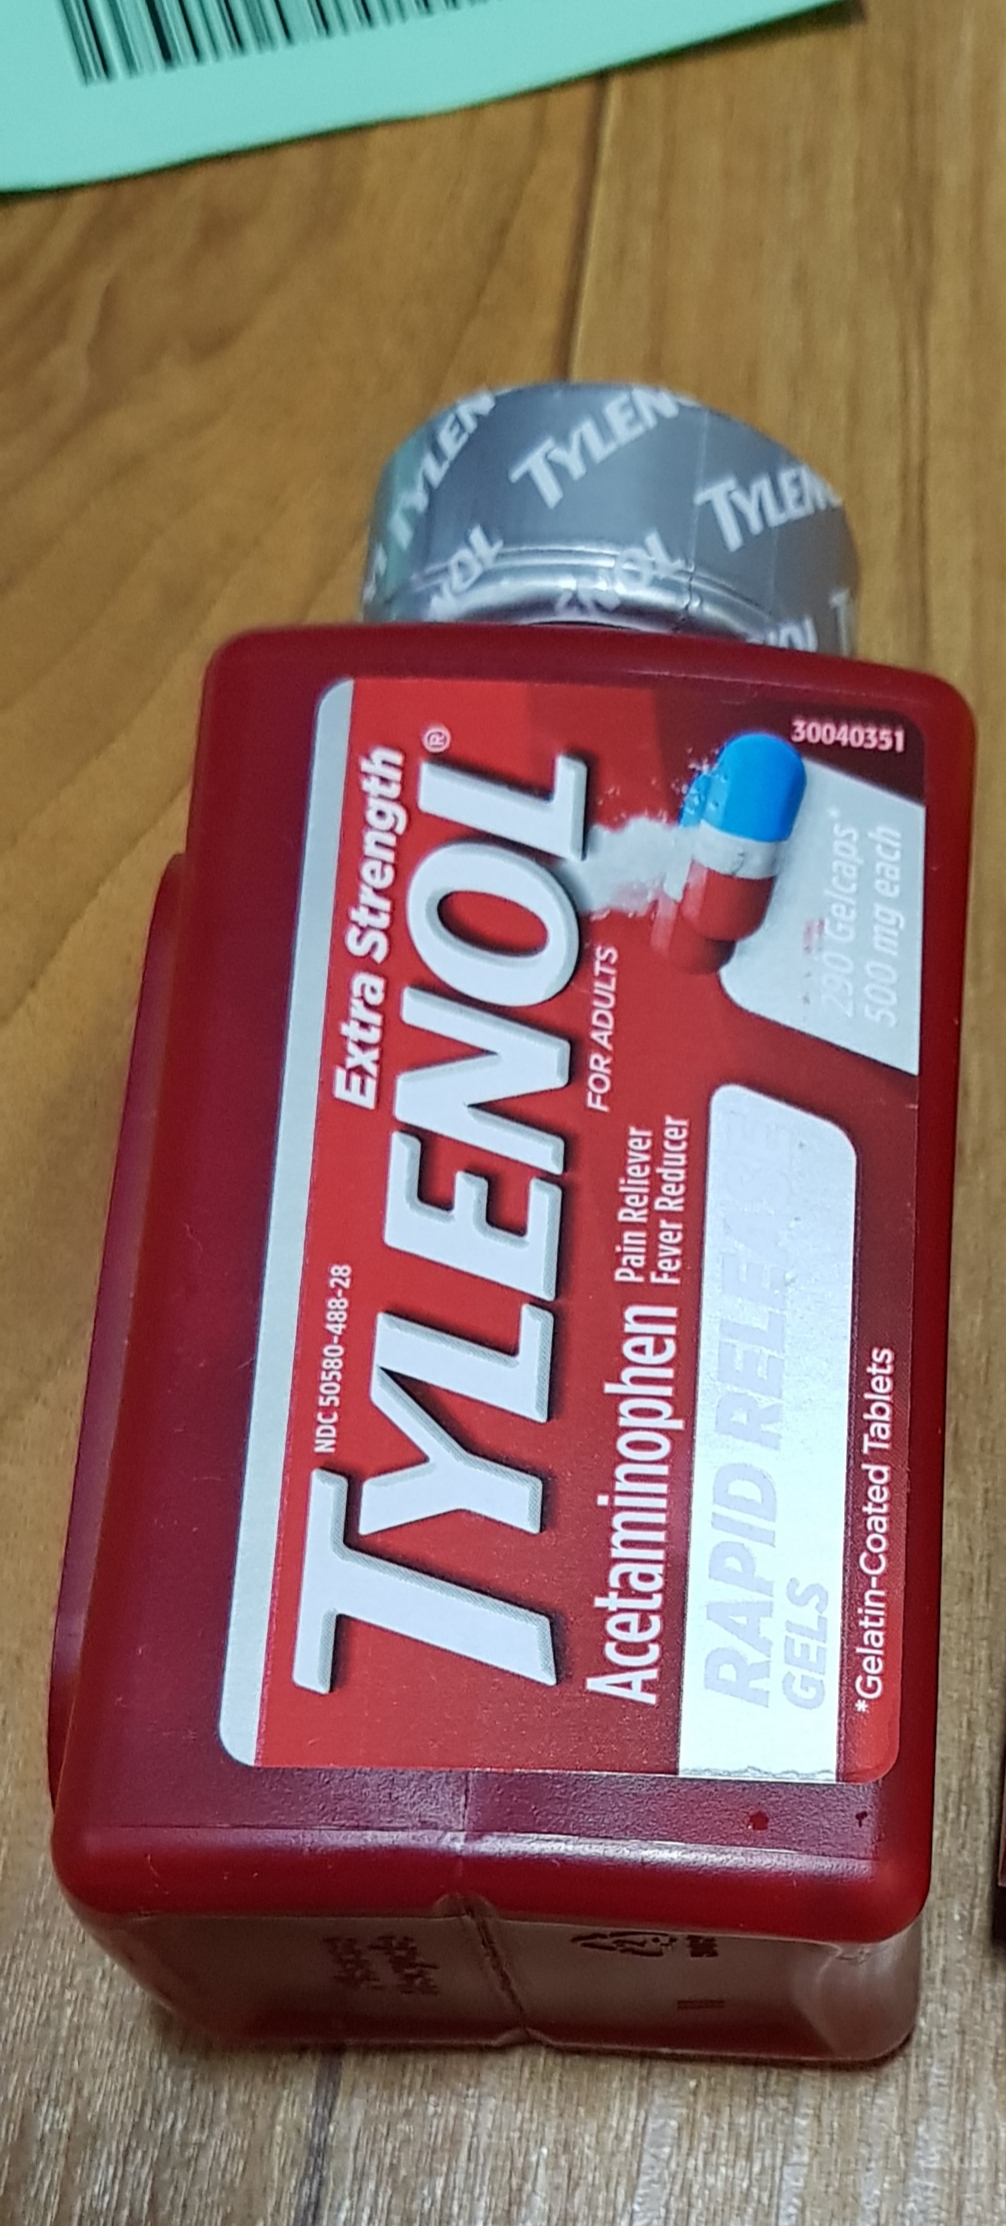 TYLENOL
TYLENOL
TYLENOL
NDC 50580-488-28
Extra Strength
TYLENOL®
FOR ADULTS
Acetaminophen
Pain Reliever
Fever Reducer
RAPID RELEASE
GELS
*Gelatin-Coated Tablets
30040351
290 Gelcaps*
500 mg each